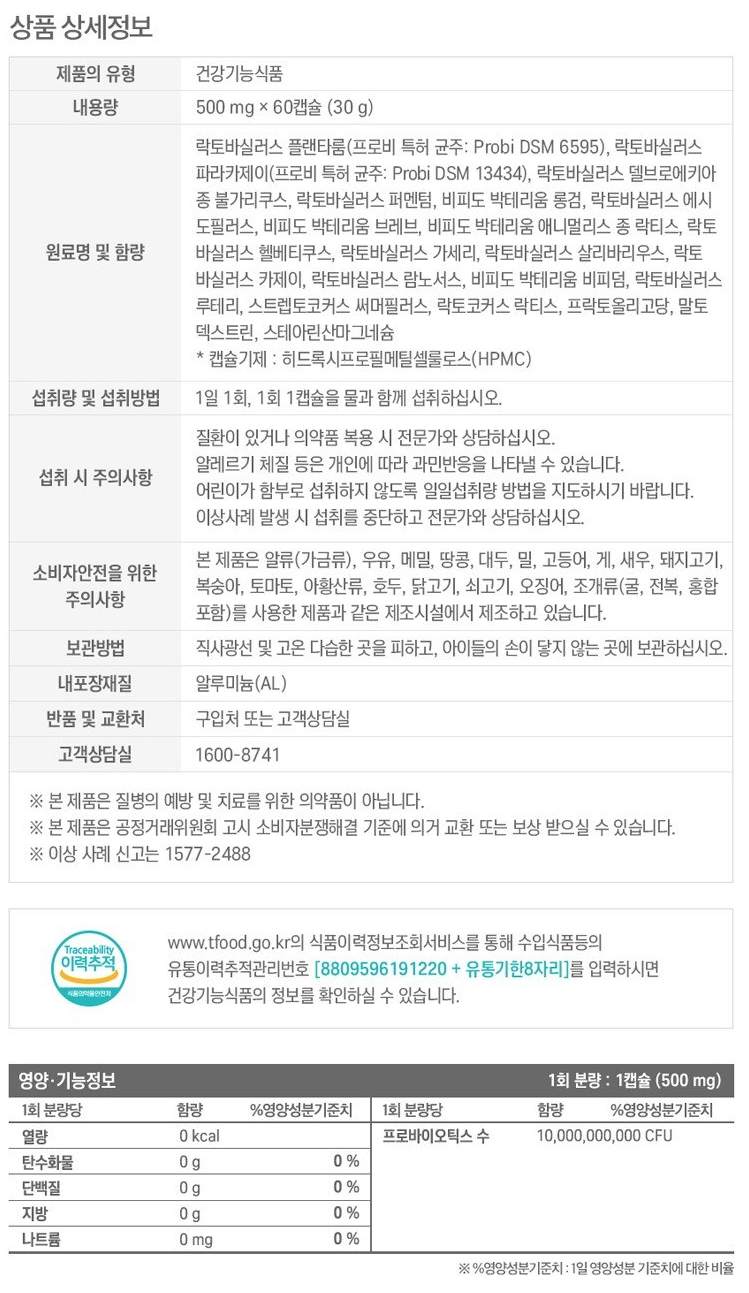 상품 상세정보
제품의 유형 건강기능식품
내용량 500 mg × 60캡슐 (30 g)
원료명 및 함량
락토바실러스 플랜타룸(프로비 특허 균주: Probi DSM 6595), 락토바실러스
파라카제이(프로비 특허 균주: Probi DSM 13434), 락토바실러스 델브로에키아
종 불가리쿠스, 락토바실러스 퍼멘텀, 비피도 박테리움 롱검, 락토바실러스 에시
도필러스, 비피도 박테리움 브레브, 비피도 박테리움 애니멀리스 종 락티스, 락토
바실러스 헬베티쿠스, 락토바실러스 가세리, 락토바실러스 살리바리우스, 락토
바실러스 카제이, 락토바실러스 람노서스, 비피도 박테리움 비피덤, 락토바실러스
루테리, 스트렙토코커스 써머필러스, 락토코커스 락티스, 프락토올리고당, 말토
덱스트린, 스테아린산마그네슘
* 캡슐기제 : 히드록시프로필메틸셀룰로스(HPMC)
섭취량 및 섭취방법 1일 1회, 1회 1캡슐을 물과 함께 섭취하십시오.
섭취 시 주의사항
질환이 있거나 의약품 복용 시 전문가와 상담하십시오.
알레르기 체질 등은 개인에 따라 과민반응을 나타낼 수 있습니다.
어린이가 함부로 섭취하지 않도록 일일섭취량 방법을 지도하시기 바랍니다.
이상사례 발생 시 섭취를 중단하고 전문가와 상담하십시오.
소비자안전을 위한
주의사항
본 제품은 알류(가금류), 우유, 메밀, 땅콩, 대두, 밀, 고등어, 게, 새우, 돼지고기,
복숭아, 토마토, 아황산류, 호두, 닭고기, 쇠고기, 오징어, 조개류(굴, 전복, 홍합
포함)를 사용한 제품과 같은 제조시설에서 제조하고 있습니다.
보관방법 직사광선 및 고온 다습한 곳을 피하고, 아이들의 손이 닿지 않는 곳에 보관하십시오.
내포장재질 알루미늄(AL)
반품 및 교환처 구입처 또는 고객상담실
고객상담실 1600-8741
※ 본 제품은 질병의 예방 및 치료를 위한 의약품이 아닙니다.
※ 본 제품은 공정거래위원회 고시 소비자분쟁해결 기준에 의거 교환 또는 보상 받으실 수 있습니다.
※ 이상 사례 신고는 1577-2488
Traceability
이력추적
식품의약품안전처
www.tfood.go.kr의 식품이력정보조회서비스를 통해 수입식품등의
유통이력추적관리번호 [8809596191220 + 유통기한8자리]를 입력하시면
건강기능식품의 정보를 확인하실 수 있습니다.
영양·기능정보 1회 분량 : 1캡슐 (500 mg)
1회 분량당 함량 %영양성분기준치 1회 분량당 함량 %영양성분기준치
열량 0 kcal 프로바이오틱스 수 10,000,000,000 CFU
탄수화물 0 g 0 %
단백질 0 g 0 %
지방 0 g 0 %
나트륨 0 mg 0 %
※ %영양성분기준치 : 1일 영양성분 기준치에 대한 비율